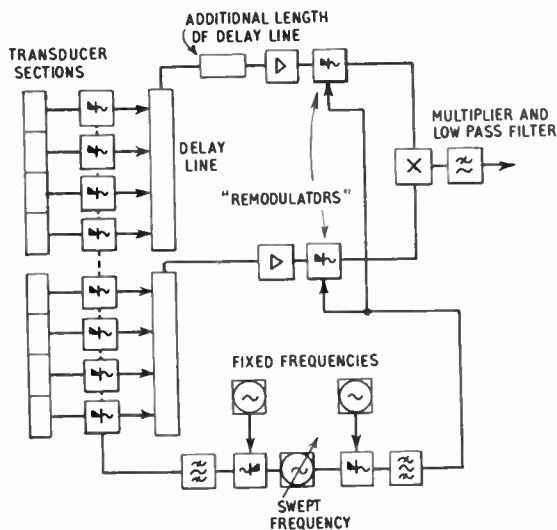 ADDITIONAL LENGTH
OF DELAY LINE
TRANSDUCER
SECTIONS
DELAY
LINE
MULTIPLIER AND
LOW PASS FILTER
"REMODULATORS"
FIXED FREQUENCIES
SWEPT
FREQUENCY